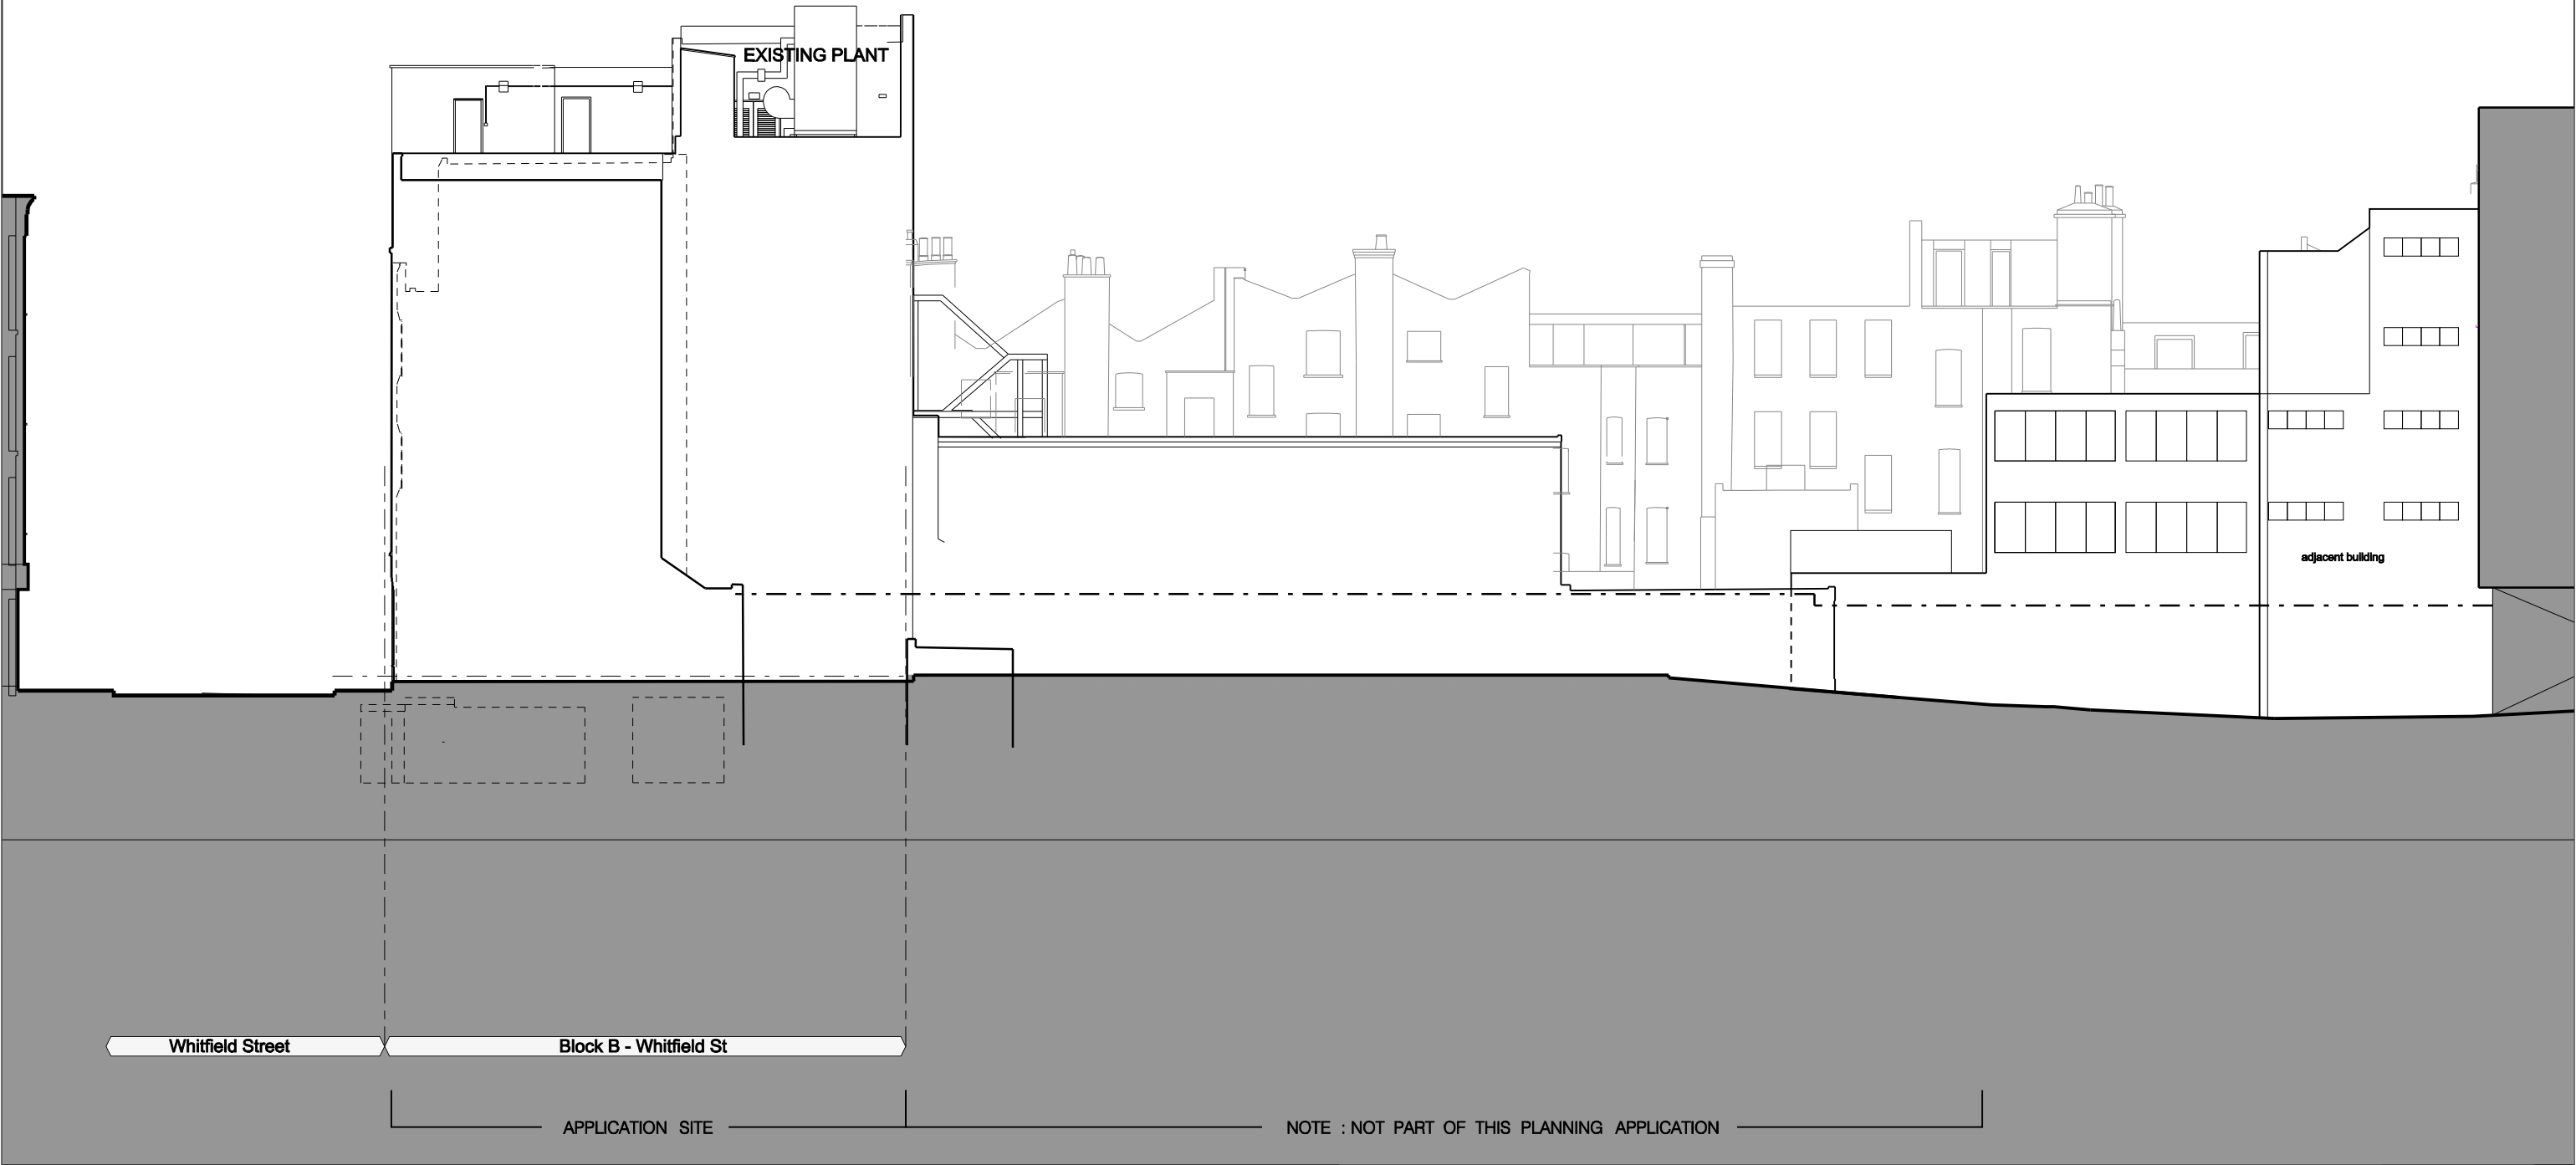 EXISTING PLANT
adjacent building
Whitfield Street
Block B - Whitfield St
APPLICATION SITE
NOTE : NOT PART OF THIS PLANNING APPLICATION